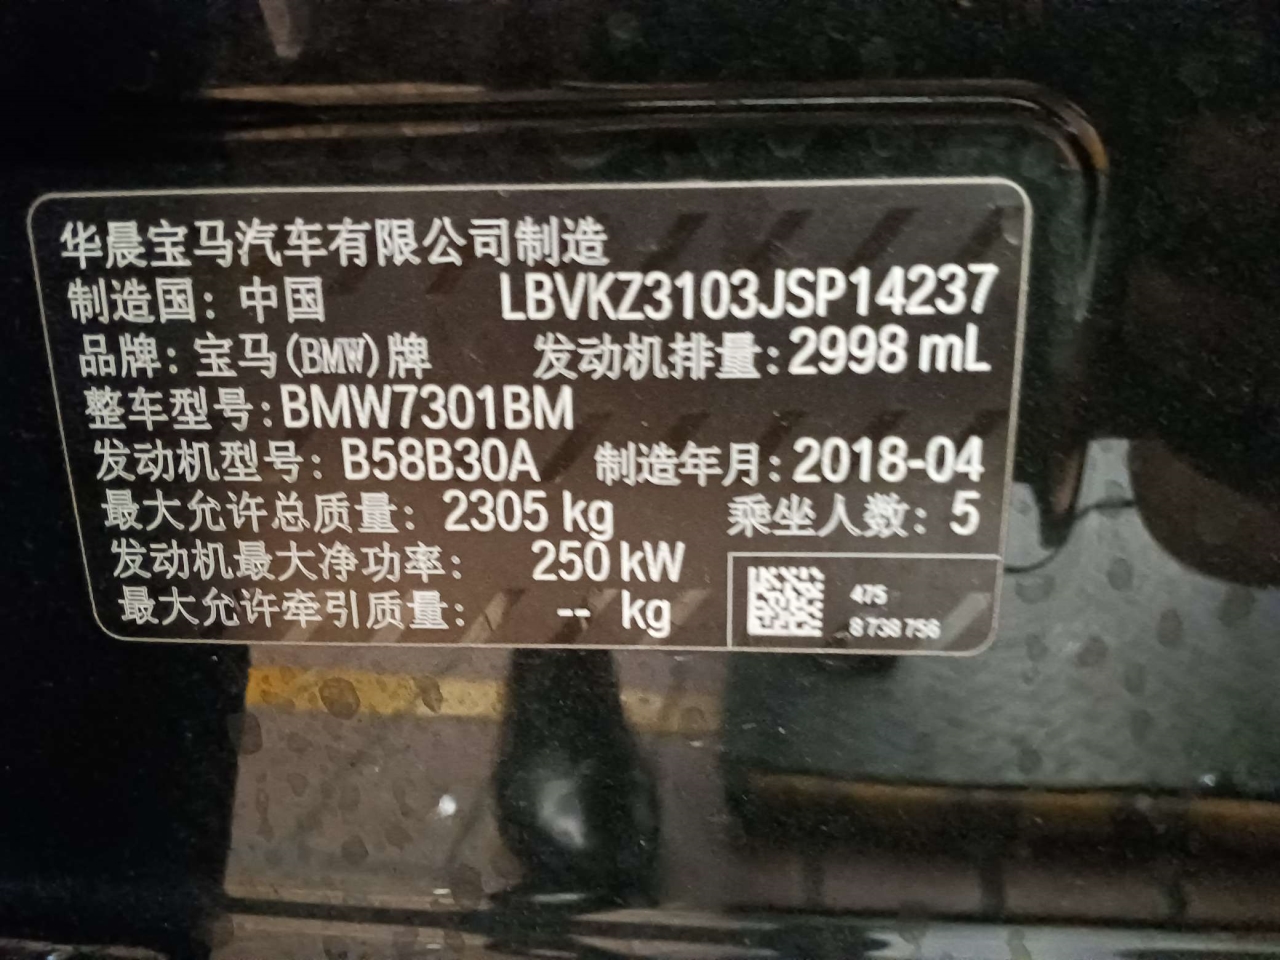 华晨宝马汽车有限公司制造
制造国：中国 LBVKZ3103JSP14237
品牌：宝马(BMW)牌 发动机排量：2998 mL
整车型号：BMW7301BM
发动机型号：B58B30A 制造年月：2018-04
最大允许总质量：2305 kg 乘坐人数：5
发动机最大净功率：250 kW
最大允许牵引质量：-- kg
475
8738756